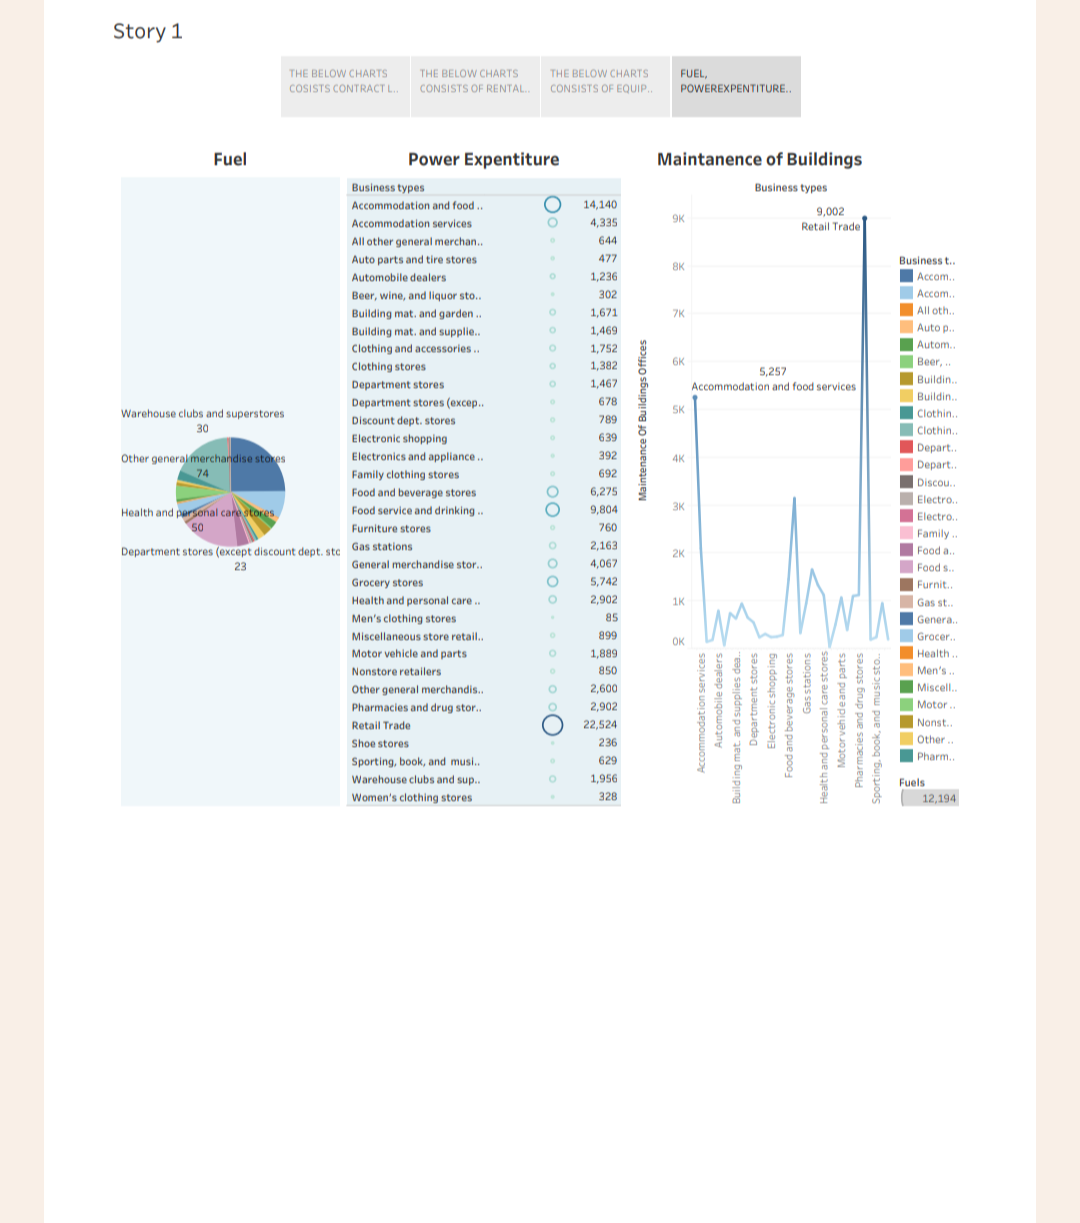 Story 1
THE BELOW CHARTS
COSISTS CONTRACT L..
THE BELOW CHARTS
CONSISTS OF RENTAL..
THE BELOW CHARTS
CONSISTS OF EQUIP..
FUEL,
POWEREXPENTITURE..
Fuel
Warehouse clubs and superstores
30
Other general merchandise stores
74
Health and personal care stores
50
Department stores (except discount dept. stc
23
Power Expentiture
Business types
Accommodation and food .. 14,140
Accommodation services 4,335
All other general merchan.. 644
Auto parts and tire stores 477
Automobile dealers 1,236
Beer, wine, and liquor sto.. 302
Building mat. and garden .. 1,671
Building mat. and supplie.. 1,469
Clothing and accessories .. 1,752
Clothing stores 1,382
Department stores 1,467
Department stores (excep.. 678
Discount dept. stores 789
Electronic shopping 639
Electronics and appliance .. 392
Family clothing stores 692
Food and beverage stores 6,275
Food service and drinking .. 9,804
Furniture stores 760
Gas stations 2,163
General merchandise stor.. 4,067
Grocery stores 5,742
Health and personal care .. 2,902
Men's clothing stores 85
Miscellaneous store retail.. 899
Motor vehicle and parts 1,889
Nonstore retailers 850
Other general merchandis.. 2,600
Pharmacies and drug stor.. 2,902
Retail Trade 22,524
Shoe stores 236
Sporting, book, and musi.. 629
Warehouse clubs and sup.. 1,956
Women's clothing stores 328
Maintanence of Buildings
Business types
Maintenance Of Buildings Offices
9K
8K
7K
6K
5K
4K
3K
2K
1K
0K
9,002
Retail Trade
5,257
Accommodation and food services
Accommodation services
Automobile dealers
Building mat. and supplies dea..
Department stores
Electronic shopping
Food and beverage stores
Gas stations
Health and personal care stores
Motor vehicle and parts
Pharmacies and drug stores
Sporting, book, and music sto..
Business t..
Accom..
Accom..
All oth..
Auto p..
Autom..
Beer, ..
Buildin..
Buildin..
Clothin..
Clothin..
Depart..
Depart..
Discou..
Electro..
Electro..
Family ..
Food a..
Food s..
Furnit..
Gas st..
Genera..
Grocer..
Health ..
Men's ..
Miscell..
Motor ..
Nonst..
Other ..
Pharm..
Fuels
12,194